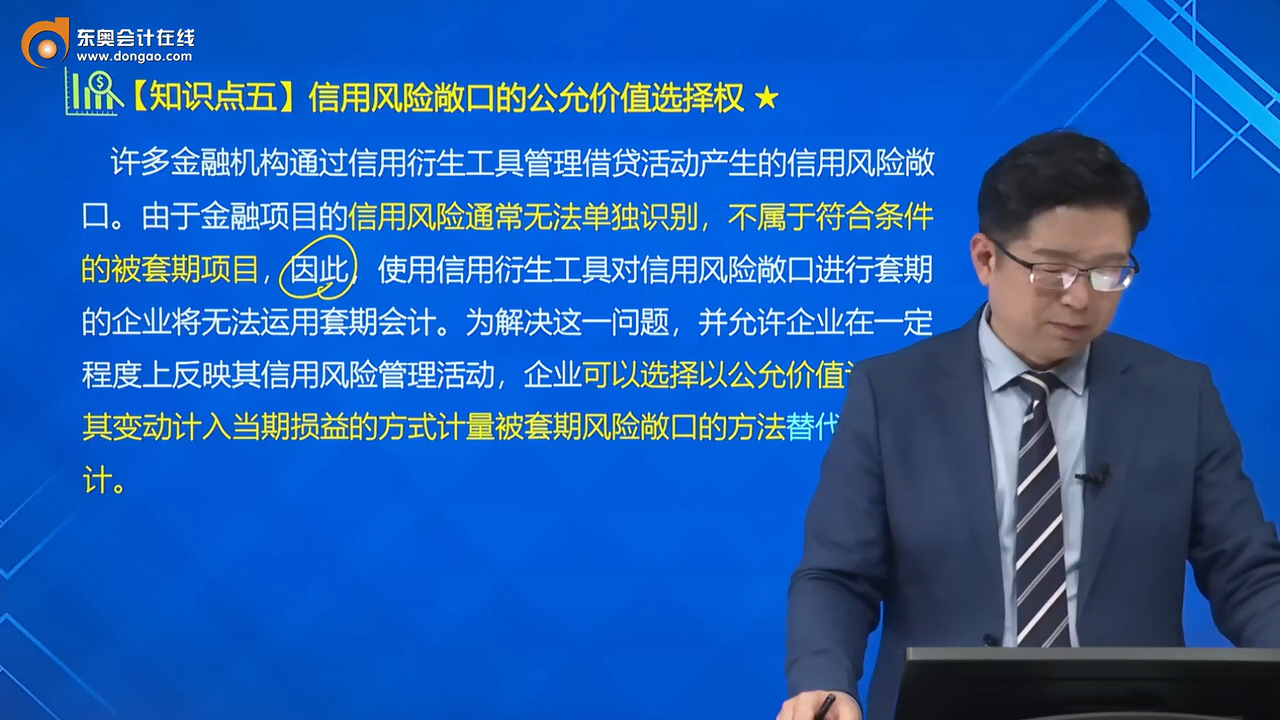 东奥会计在线
www.dongao.com
【知识点五】信用风险敞口的公允价值选择权 ★
许多金融机构通过信用衍生工具管理借贷活动产生的信用风险敞
口。由于金融项目的信用风险通常无法单独识别，不属于符合条件
的被套期项目，因此，使用信用衍生工具对信用风险敞口进行套期
的企业将无法运用套期会计。为解决这一问题，并允许企业在一定
程度上反映其信用风险管理活动，企业可以选择以公允价值
其变动计入当期损益的方式计量被套期风险敞口的方法替代
计。